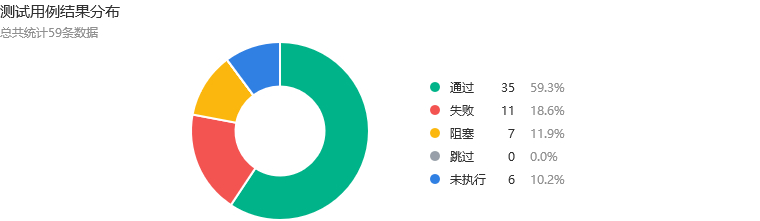 测试用例结果分布
总共统计59条数据
通过 35 59.3%
失败 11 18.6%
阻塞 7 11.9%
跳过 0 0.0%
未执行 6 10.2%